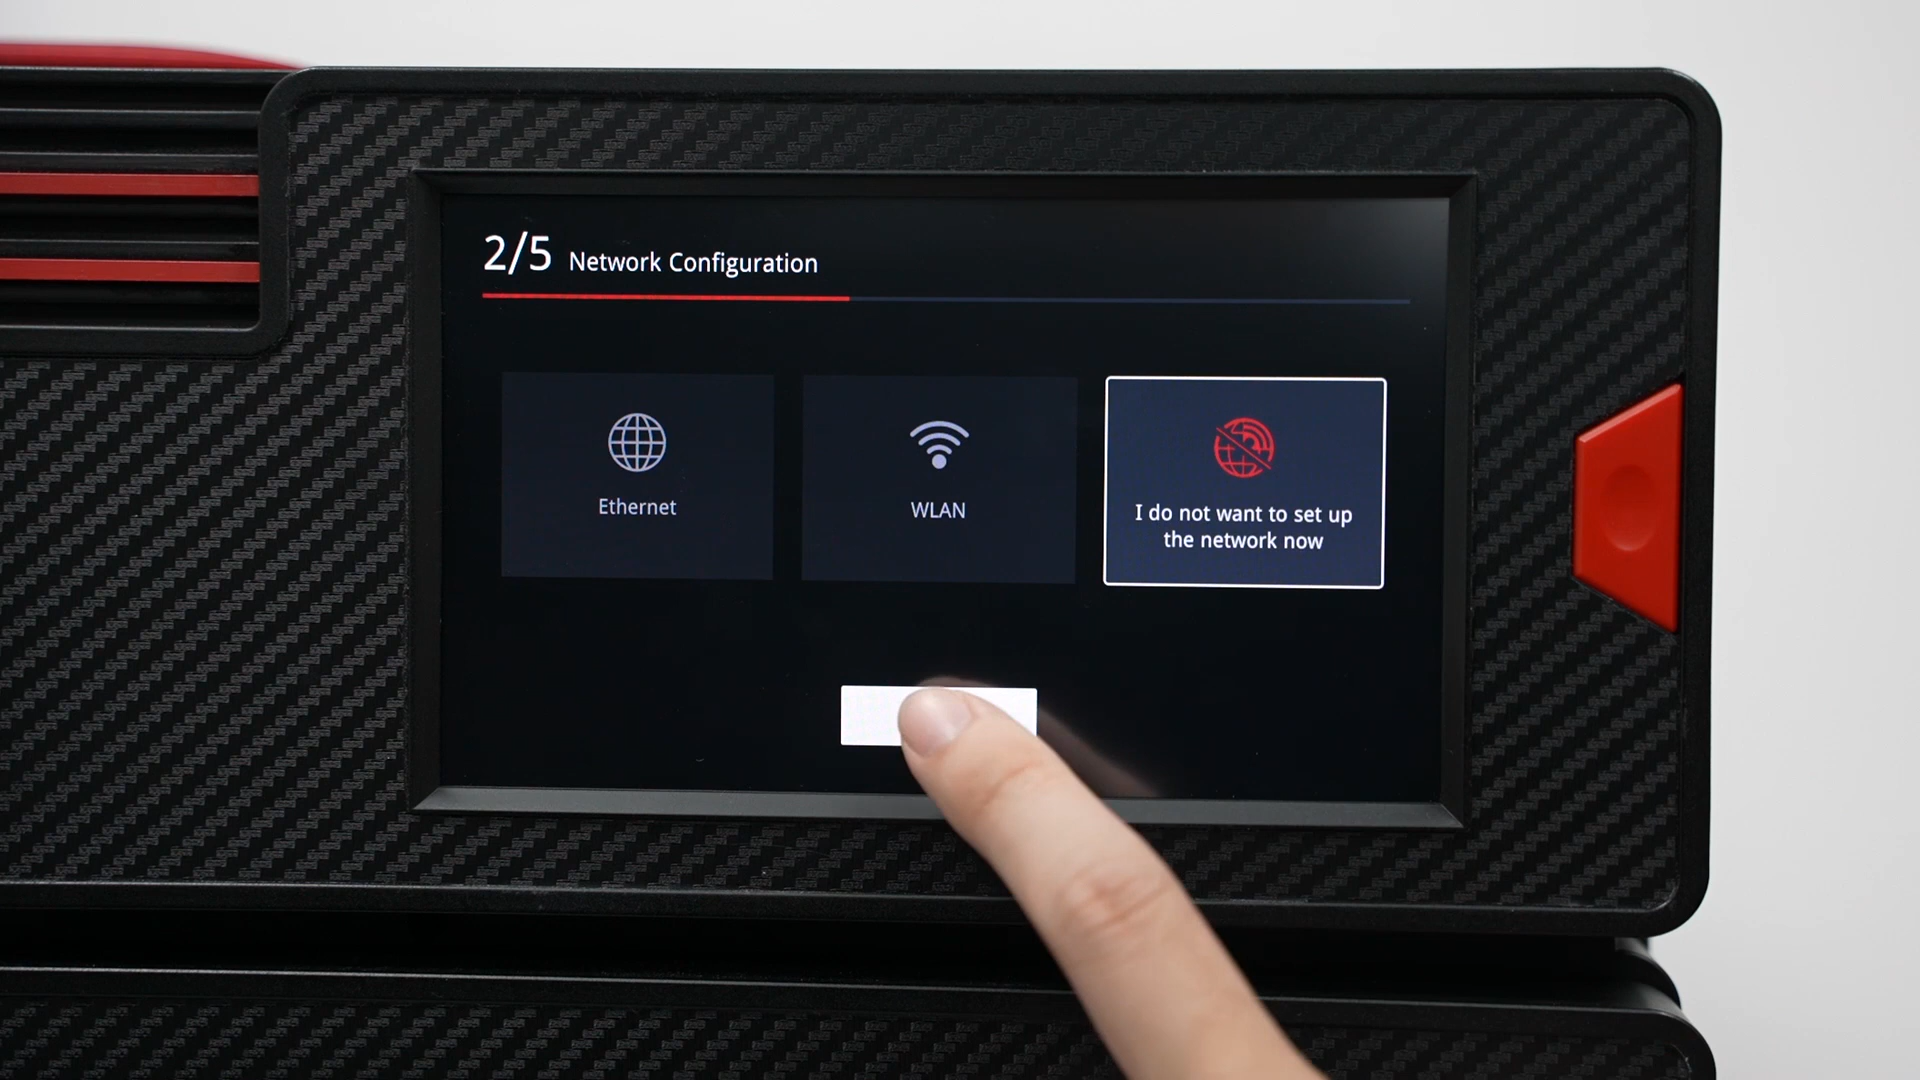 2/5 Network Configuration
Ethernet
WLAN
I do not want to set up
the network now